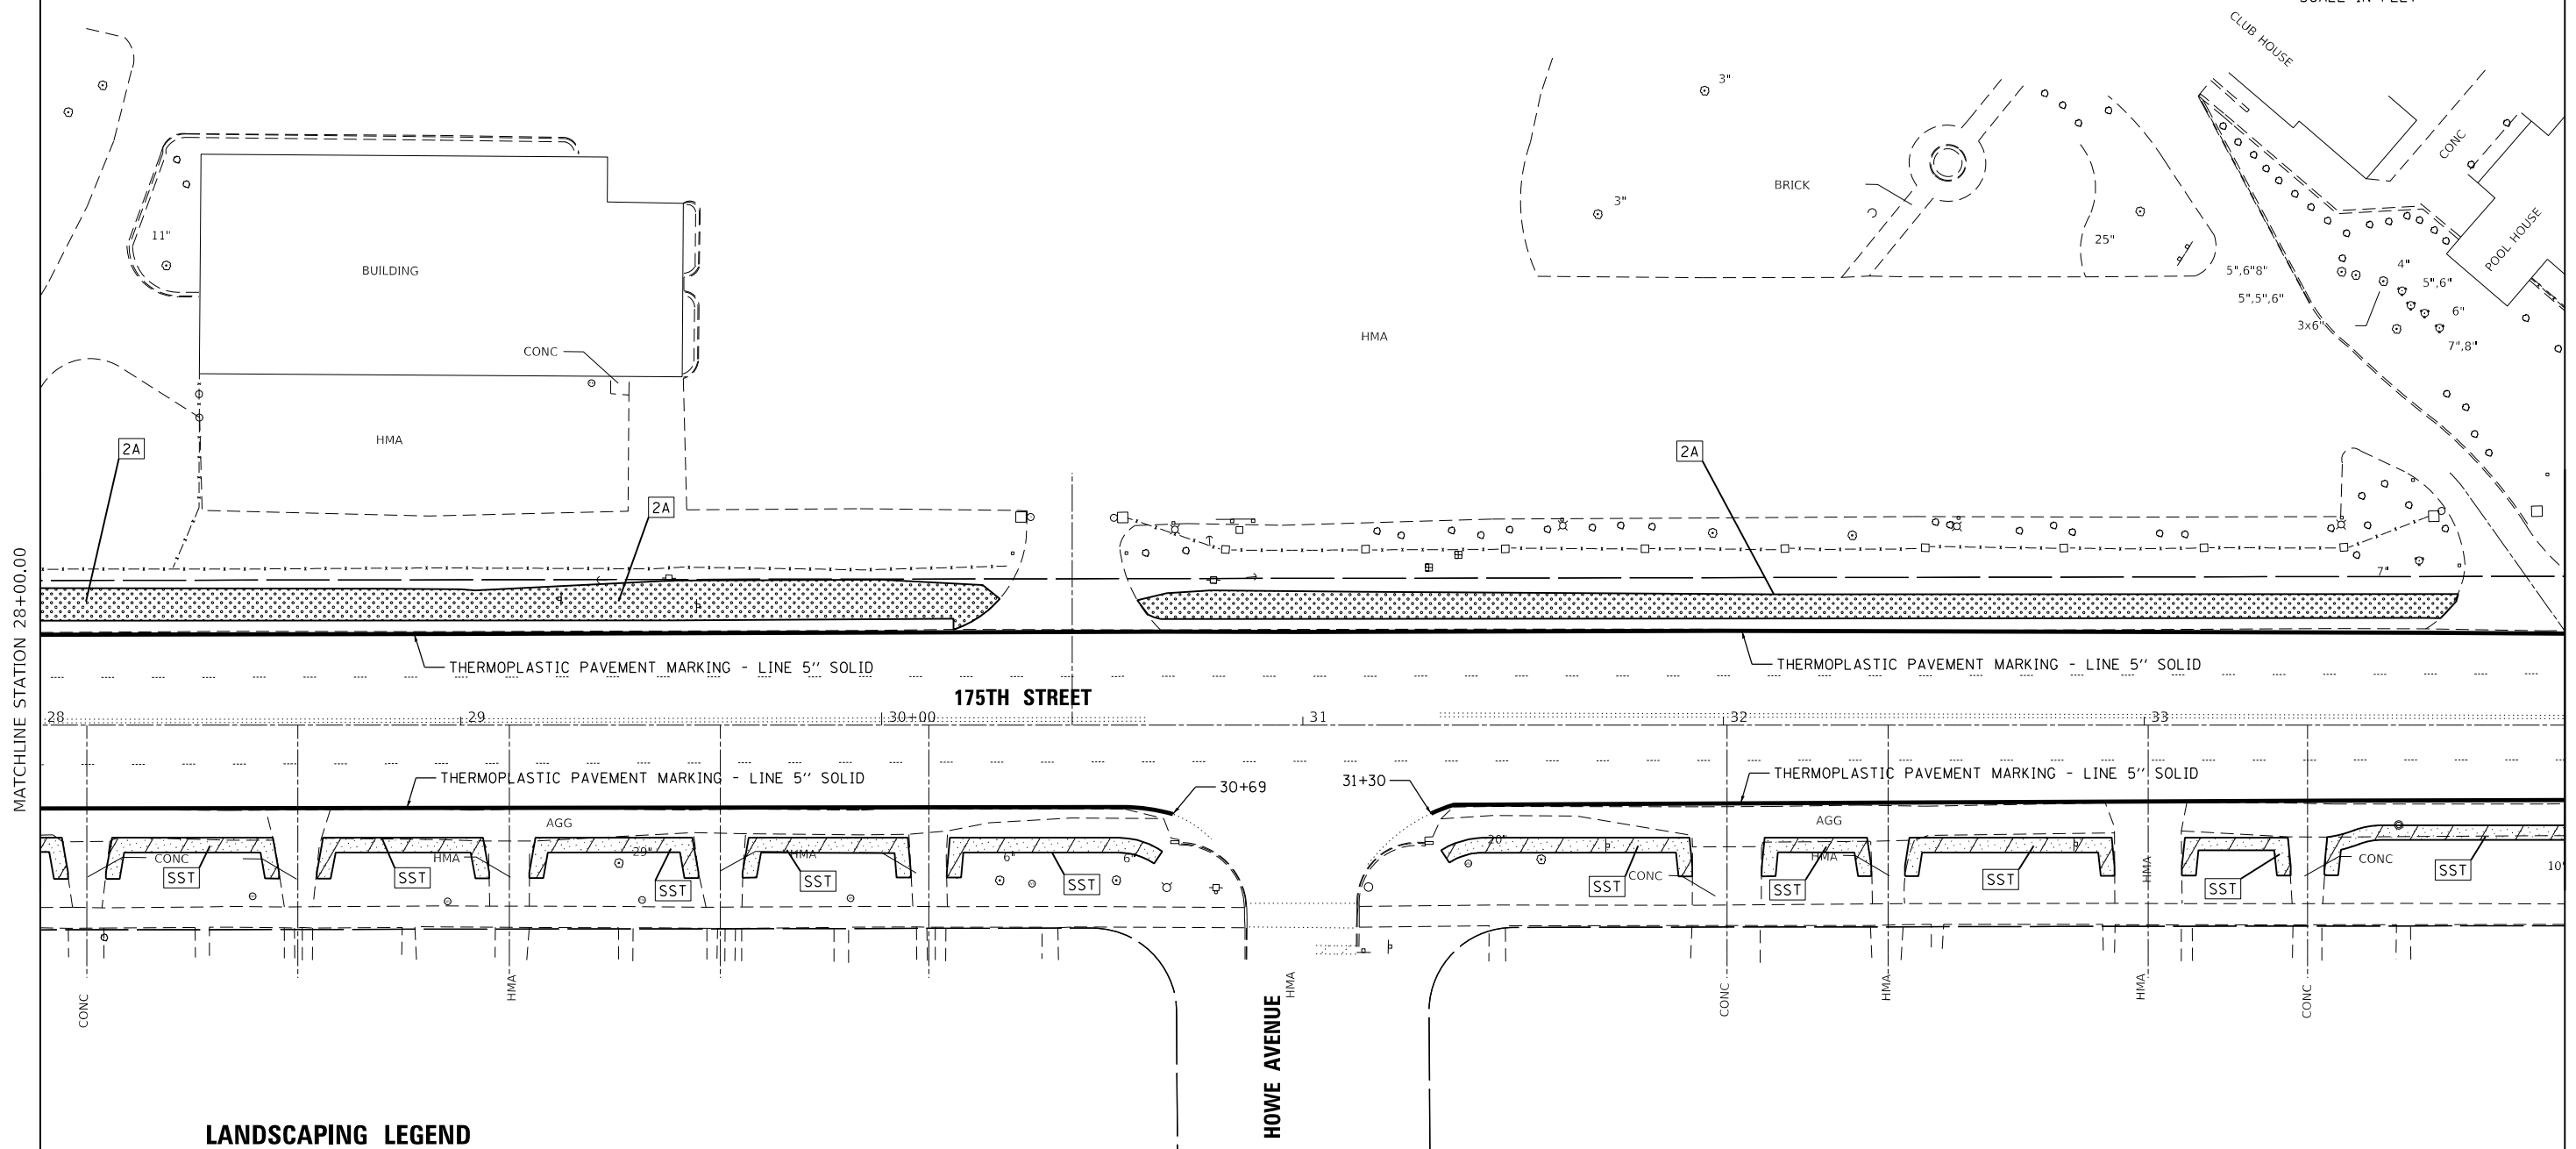 CLUB HOUSE
3"
CONC
BRICK
3"
11"
25"
POOL HOUSE
BUILDING
4"
5",6"8"
5",6"
5",5",6"
6"
3x6"
HMA
7",8"
CONC
HMA
2A
2A
2A
7"
MATCHLINE STATION 28+00.00
THERMOPLASTIC PAVEMENT MARKING - LINE 5" SOLID
THERMOPLASTIC PAVEMENT MARKING - LINE 5" SOLID
175TH STREET
28
29
30+00
31
32
33
THERMOPLASTIC PAVEMENT MARKING - LINE 5" SOLID
30+69
31+30
THERMOPLASTIC PAVEMENT MARKING - LINE 5" SOLID
AGG
AGG
CONC
HMA
29"
HMA
6"
6"
20"
CONC
HMA
HMA
CONC
10"
SST
SST
SST
SST
SST
SST
SST
SST
SST
SST
CONC
HMA
HMA
CONC
HMA
HMA
CONC
HOWE AVENUE
LANDSCAPING LEGEND